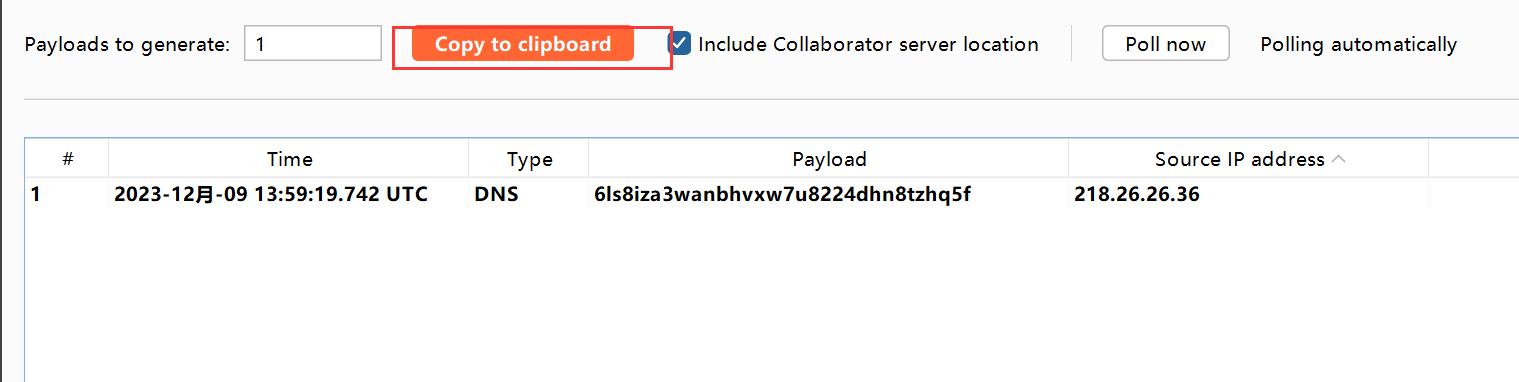 Payloads to generate: 1 Copy to clipboard Include Collaborator server location Poll now Polling automatically
# Time Type Payload Source IP address
1 2023-12月-09 13:59:19.742 UTC DNS 6ls8iza3wanbhvxw7u8224dhn8tzhq5f 218.26.26.36